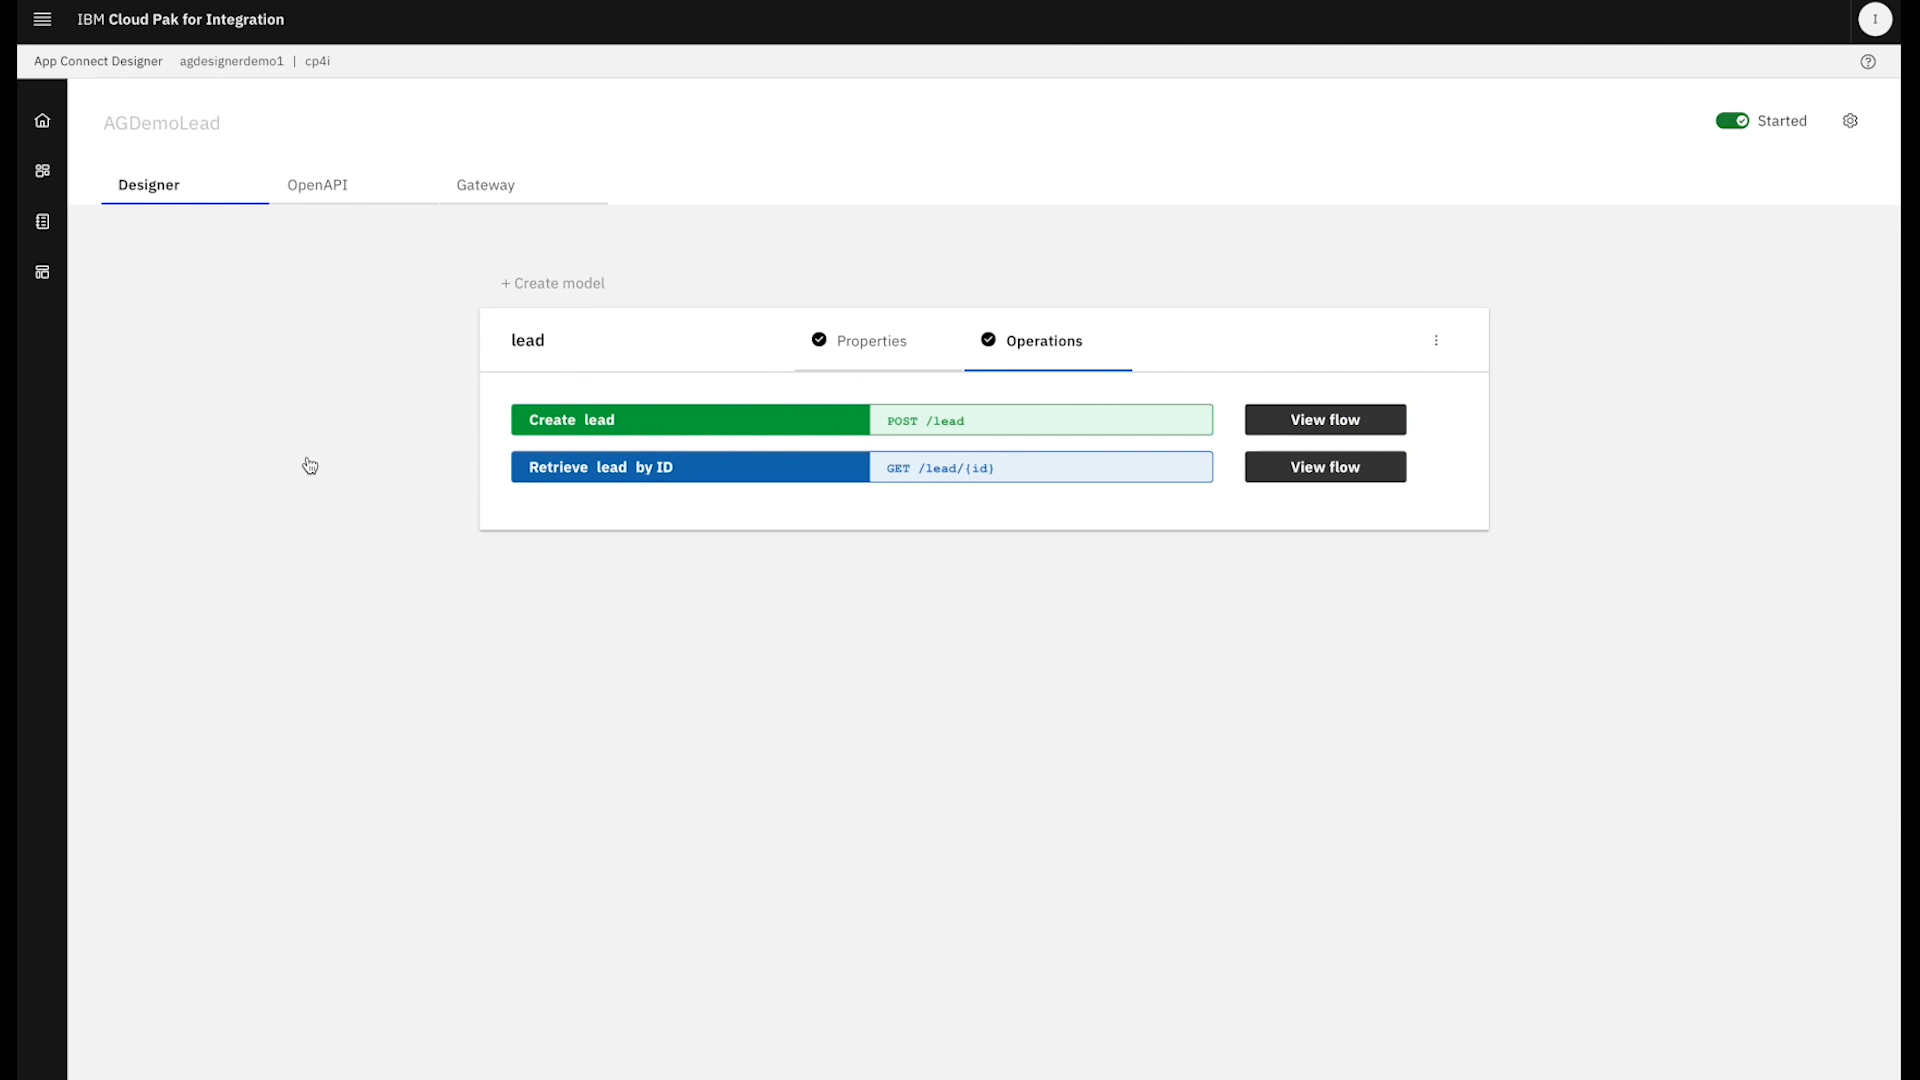 IBM Cloud Pak for Integration
I
App Connect Designer agdesignerdemo1 | cp4i
AGDemoLead
Started
Designer OpenAPI Gateway
+ Create model
lead Properties Operations
Create lead POST /lead View flow
Retrieve lead by ID GET /lead/{id} View flow